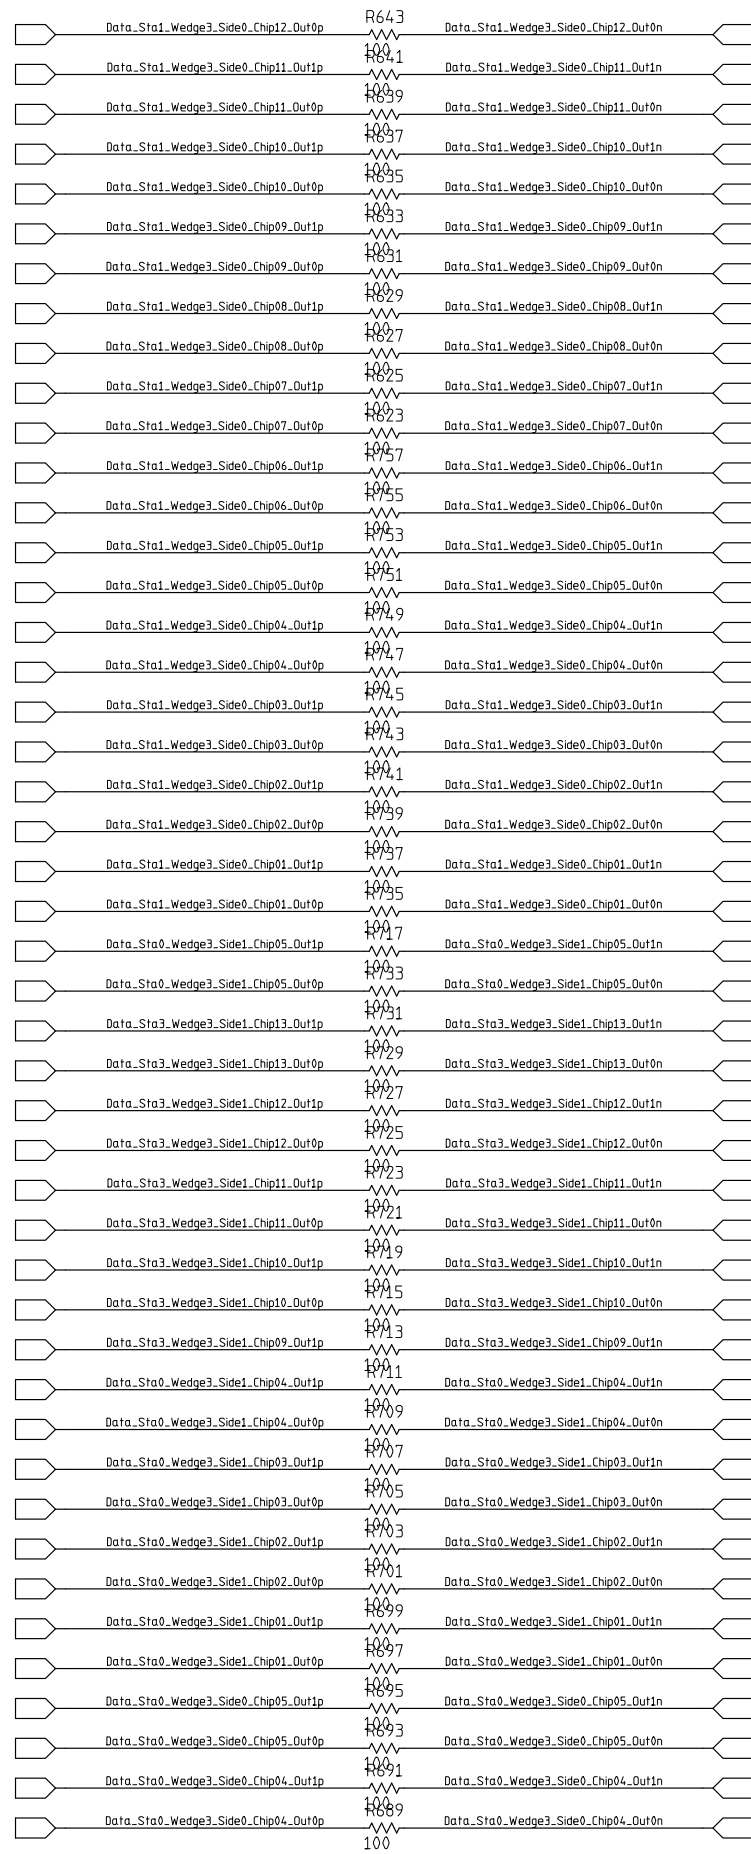 Data_Sta1_Wedge3_Side0_Chip12_Out0p R643 100 Data_Sta1_Wedge3_Side0_Chip12_Out0n
Data_Sta1_Wedge3_Side0_Chip11_Out1p R641 100 Data_Sta1_Wedge3_Side0_Chip11_Out1n
Data_Sta1_Wedge3_Side0_Chip11_Out0p R639 100 Data_Sta1_Wedge3_Side0_Chip11_Out0n
Data_Sta1_Wedge3_Side0_Chip10_Out1p R637 100 Data_Sta1_Wedge3_Side0_Chip10_Out1n
Data_Sta1_Wedge3_Side0_Chip10_Out0p R635 100 Data_Sta1_Wedge3_Side0_Chip10_Out0n
Data_Sta1_Wedge3_Side0_Chip09_Out1p R633 100 Data_Sta1_Wedge3_Side0_Chip09_Out1n
Data_Sta1_Wedge3_Side0_Chip09_Out0p R631 100 Data_Sta1_Wedge3_Side0_Chip09_Out0n
Data_Sta1_Wedge3_Side0_Chip08_Out1p R629 100 Data_Sta1_Wedge3_Side0_Chip08_Out1n
Data_Sta1_Wedge3_Side0_Chip08_Out0p R627 100 Data_Sta1_Wedge3_Side0_Chip08_Out0n
Data_Sta1_Wedge3_Side0_Chip07_Out1p R625 100 Data_Sta1_Wedge3_Side0_Chip07_Out1n
Data_Sta1_Wedge3_Side0_Chip07_Out0p R623 100 Data_Sta1_Wedge3_Side0_Chip07_Out0n
Data_Sta1_Wedge3_Side0_Chip06_Out1p R757 100 Data_Sta1_Wedge3_Side0_Chip06_Out1n
Data_Sta1_Wedge3_Side0_Chip06_Out0p R755 100 Data_Sta1_Wedge3_Side0_Chip06_Out0n
Data_Sta1_Wedge3_Side0_Chip05_Out1p R753 100 Data_Sta1_Wedge3_Side0_Chip05_Out1n
Data_Sta1_Wedge3_Side0_Chip05_Out0p R751 100 Data_Sta1_Wedge3_Side0_Chip05_Out0n
Data_Sta1_Wedge3_Side0_Chip04_Out1p R749 100 Data_Sta1_Wedge3_Side0_Chip04_Out1n
Data_Sta1_Wedge3_Side0_Chip04_Out0p R747 100 Data_Sta1_Wedge3_Side0_Chip04_Out0n
Data_Sta1_Wedge3_Side0_Chip03_Out1p R745 100 Data_Sta1_Wedge3_Side0_Chip03_Out1n
Data_Sta1_Wedge3_Side0_Chip03_Out0p R743 100 Data_Sta1_Wedge3_Side0_Chip03_Out0n
Data_Sta1_Wedge3_Side0_Chip02_Out1p R741 100 Data_Sta1_Wedge3_Side0_Chip02_Out1n
Data_Sta1_Wedge3_Side0_Chip02_Out0p R739 100 Data_Sta1_Wedge3_Side0_Chip02_Out0n
Data_Sta1_Wedge3_Side0_Chip01_Out1p R737 100 Data_Sta1_Wedge3_Side0_Chip01_Out1n
Data_Sta1_Wedge3_Side0_Chip01_Out0p R735 100 Data_Sta1_Wedge3_Side0_Chip01_Out0n
Data_Sta0_Wedge3_Side1_Chip05_Out1p R717 100 Data_Sta0_Wedge3_Side1_Chip05_Out1n
Data_Sta0_Wedge3_Side1_Chip05_Out0p R733 100 Data_Sta0_Wedge3_Side1_Chip05_Out0n
Data_Sta3_Wedge3_Side1_Chip13_Out1p R731 100 Data_Sta3_Wedge3_Side1_Chip13_Out1n
Data_Sta3_Wedge3_Side1_Chip13_Out0p R729 100 Data_Sta3_Wedge3_Side1_Chip13_Out0n
Data_Sta3_Wedge3_Side1_Chip12_Out1p R727 100 Data_Sta3_Wedge3_Side1_Chip12_Out1n
Data_Sta3_Wedge3_Side1_Chip12_Out0p R725 100 Data_Sta3_Wedge3_Side1_Chip12_Out0n
Data_Sta3_Wedge3_Side1_Chip11_Out1p R723 100 Data_Sta3_Wedge3_Side1_Chip11_Out1n
Data_Sta3_Wedge3_Side1_Chip11_Out0p R721 100 Data_Sta3_Wedge3_Side1_Chip11_Out0n
Data_Sta3_Wedge3_Side1_Chip10_Out1p R719 100 Data_Sta3_Wedge3_Side1_Chip10_Out1n
Data_Sta3_Wedge3_Side1_Chip10_Out0p R715 100 Data_Sta3_Wedge3_Side1_Chip10_Out0n
Data_Sta3_Wedge3_Side1_Chip09_Out1p R713 100 Data_Sta3_Wedge3_Side1_Chip09_Out1n
Data_Sta0_Wedge3_Side1_Chip04_Out1p R711 100 Data_Sta0_Wedge3_Side1_Chip04_Out1n
Data_Sta0_Wedge3_Side1_Chip04_Out0p R709 100 Data_Sta0_Wedge3_Side1_Chip04_Out0n
Data_Sta0_Wedge3_Side1_Chip03_Out1p R707 100 Data_Sta0_Wedge3_Side1_Chip03_Out1n
Data_Sta0_Wedge3_Side1_Chip03_Out0p R705 100 Data_Sta0_Wedge3_Side1_Chip03_Out0n
Data_Sta0_Wedge3_Side1_Chip02_Out1p R703 100 Data_Sta0_Wedge3_Side1_Chip02_Out1n
Data_Sta0_Wedge3_Side1_Chip02_Out0p R701 100 Data_Sta0_Wedge3_Side1_Chip02_Out0n
Data_Sta0_Wedge3_Side1_Chip01_Out1p R699 100 Data_Sta0_Wedge3_Side1_Chip01_Out1n
Data_Sta0_Wedge3_Side1_Chip01_Out0p R697 100 Data_Sta0_Wedge3_Side1_Chip01_Out0n
Data_Sta0_Wedge3_Side0_Chip05_Out1p R695 100 Data_Sta0_Wedge3_Side0_Chip05_Out1n
Data_Sta0_Wedge3_Side0_Chip05_Out0p R693 100 Data_Sta0_Wedge3_Side0_Chip05_Out0n
Data_Sta0_Wedge3_Side0_Chip04_Out1p R691 100 Data_Sta0_Wedge3_Side0_Chip04_Out1n
Data_Sta0_Wedge3_Side0_Chip04_Out0p R689 100 Data_Sta0_Wedge3_Side0_Chip04_Out0n